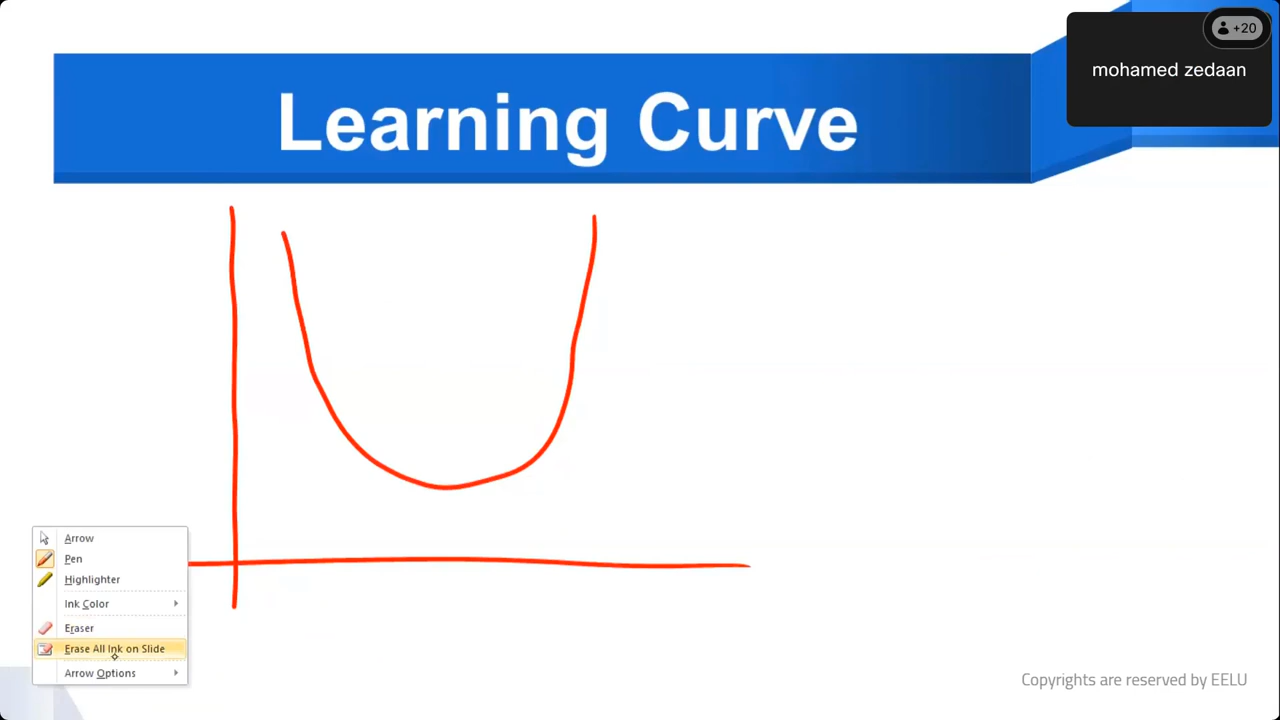 +20
mohamed zedaan
Learning Curve
Arrow
Pen
Highlighter
Ink Color
Eraser
Erase All Ink on Slide
Arrow Options
Copyrights are reserved by EELU